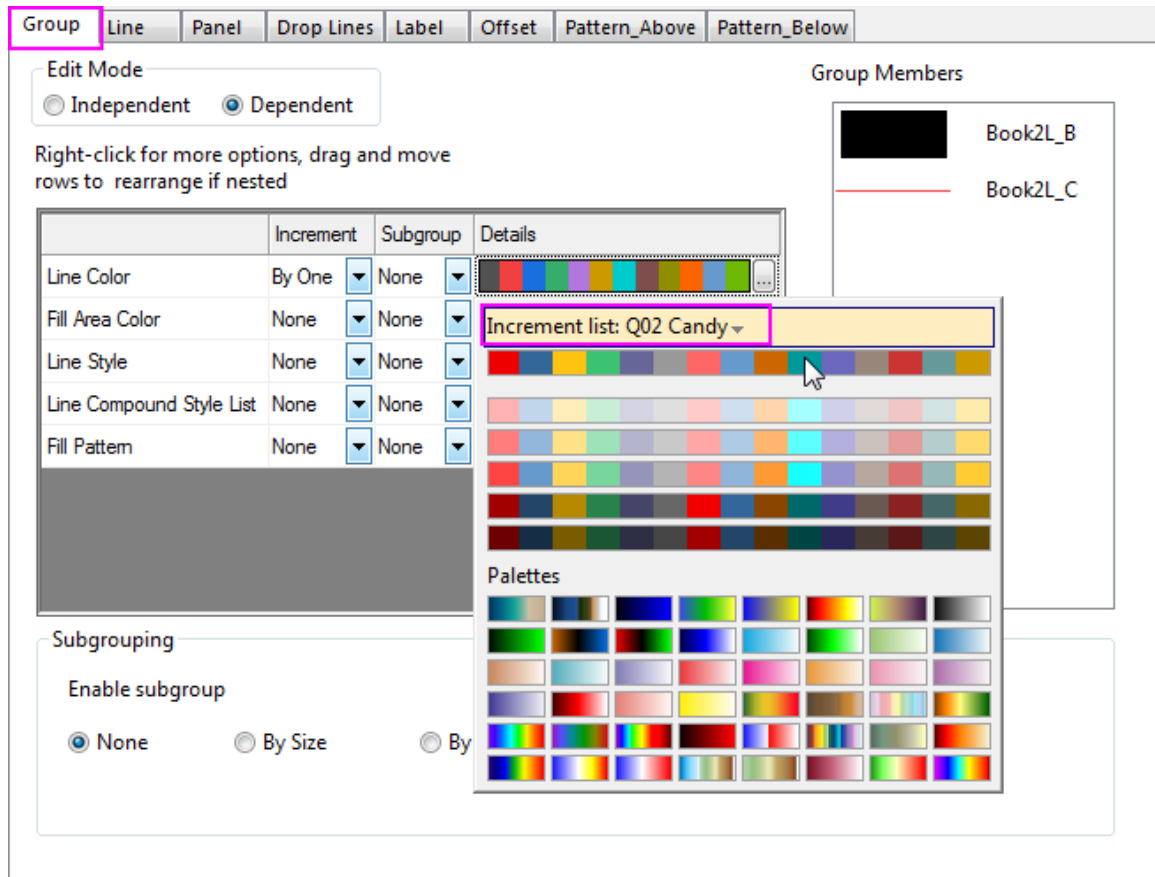 Group Line Panel Drop Lines Label Offset Pattern_Above Pattern_Below
Edit Mode
Independent Dependent
Right-click for more options, drag and move
rows to rearrange if nested
Group Members
Book2L_B
Book2L_C
Increment Subgroup Details
Line Color By One None ...
Fill Area Color None None
Line Style None None
Line Compound Style List None None
Fill Pattern None None
Increment list: Q02 Candy
Palettes
Subgrouping
Enable subgroup
None By Size By